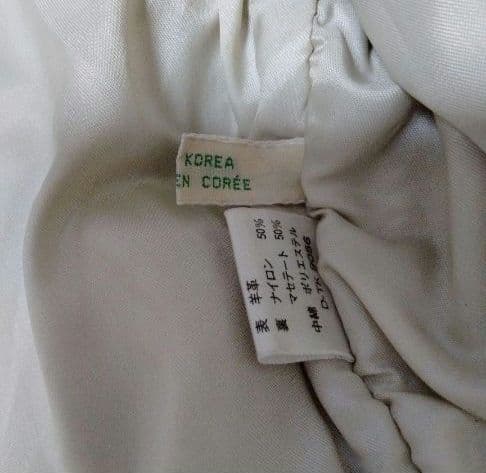 KOREA
EN CORÉE
表 羊革
裏 ナイロン 50%
マセテート 50%
中綿 ポリエステル